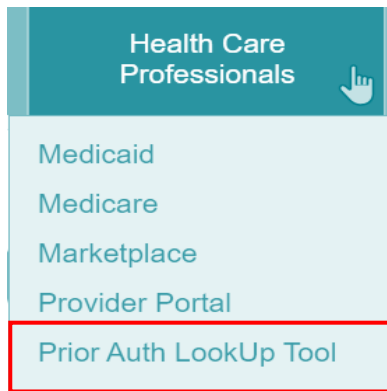 Health Care
Professionals
Medicaid
Medicare
Marketplace
Provider Portal
Prior Auth LookUp Tool